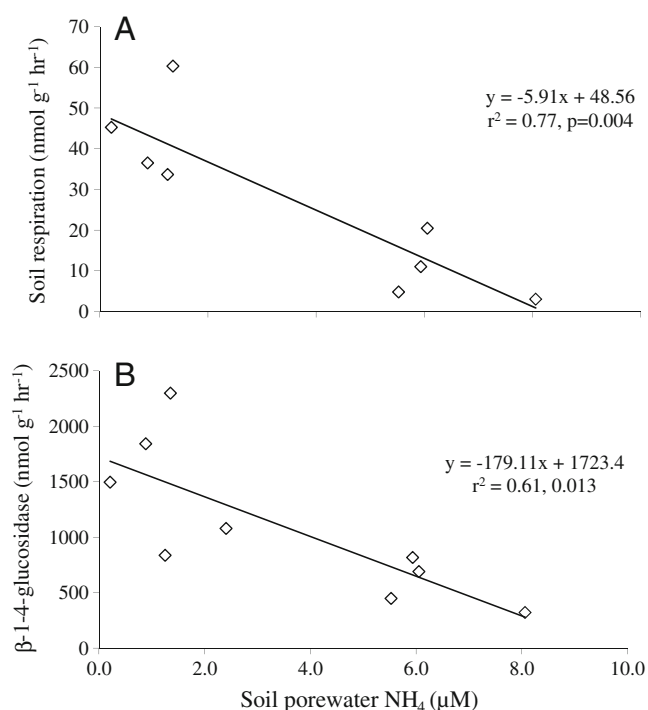 A
70
60
50
40
30
20
10
0
Soil respiration (nmol g⁻¹ hr⁻¹)
y = -5.91x + 48.56
r² = 0.77, p=0.004
B
2500
2000
1500
1000
500
0
β-1-4-glucosidase (nmol g⁻¹ hr⁻¹)
y = -179.11x + 1723.4
r² = 0.61, 0.013
0.0 2.0 4.0 6.0 8.0 10.0
Soil porewater NH₄ (μM)